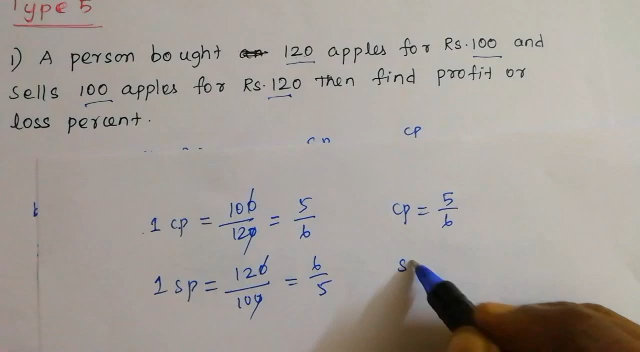 Type 5
1) A person bought 120 apples for Rs.100 and
sells 100 apples for Rs.120 then find profit or
loss percent.
cp
1 cp = 100/120 = 5/6
cp = 5/6
1 sp = 120/100 = 6/5
s